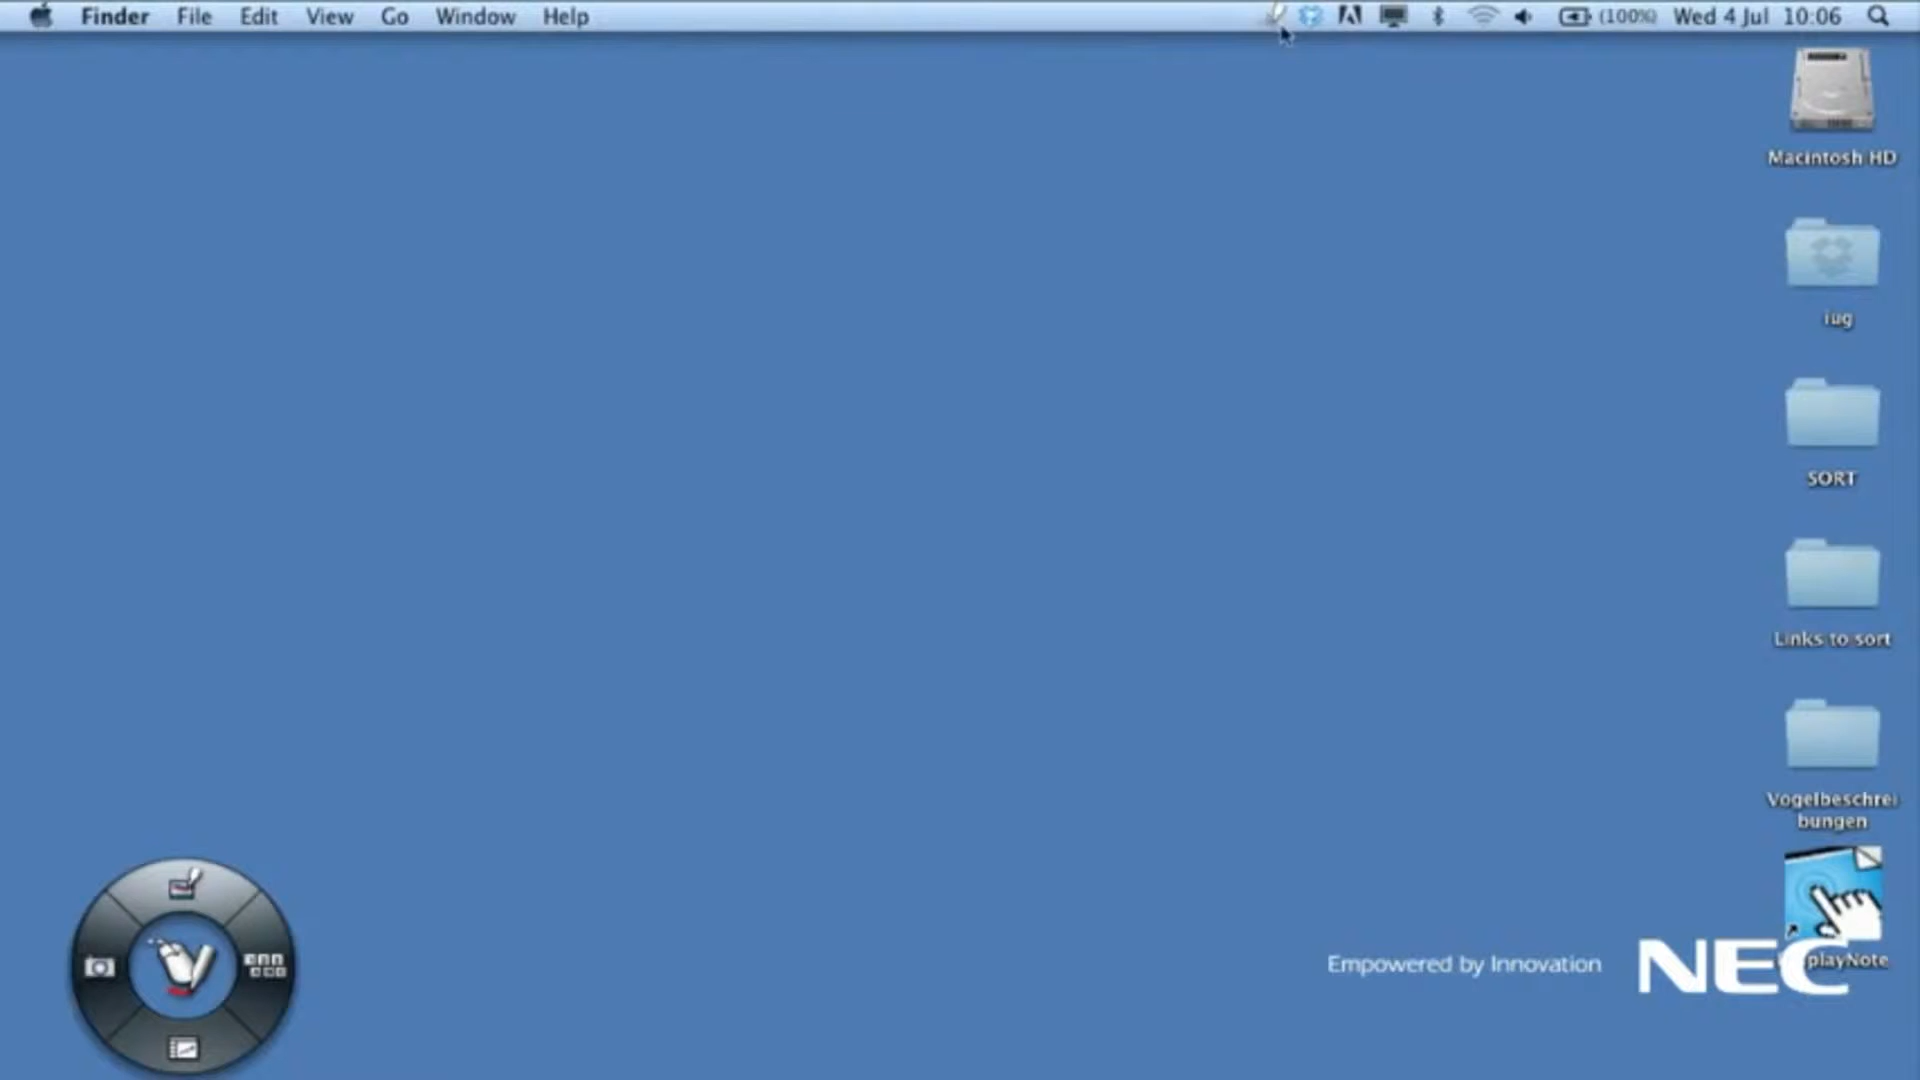 Finder File Edit View Go Window Help (100%) Wed 4 Jul 10:06
Macintosh HD
iug
SORT
Links to sort
Vogelbeschrei
bungen
Empowered by Innovation NEC
playNote